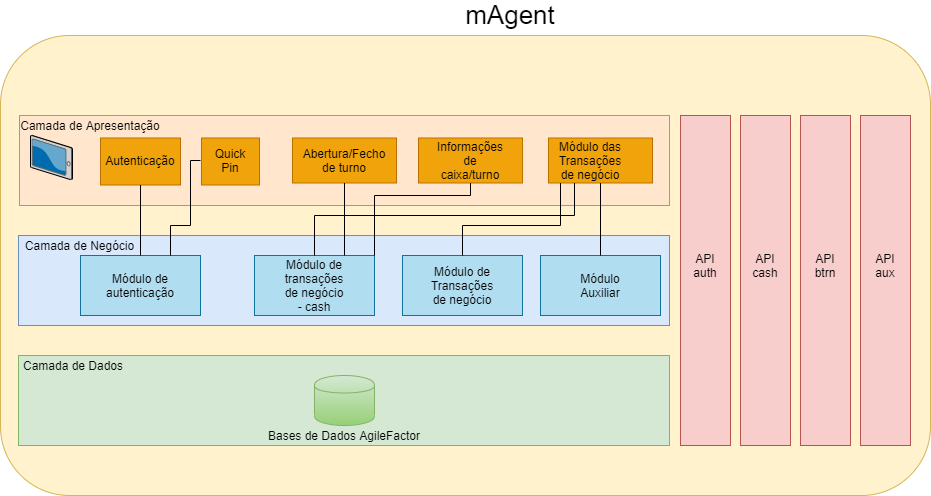 mAgent
Camada de Apresentação
Autenticação
Quick
Pin
Abertura/Fecho
de turno
Informações
de
caixa/turno
Módulo das
Transações
de negócio
Camada de Negócio
Módulo de
autenticação
Módulo de
transações
de negócio
- cash
Módulo de
Transações
de negócio
Módulo
Auxiliar
Camada de Dados
Bases de Dados AgileFactor
API
auth
API
cash
API
btrn
API
aux